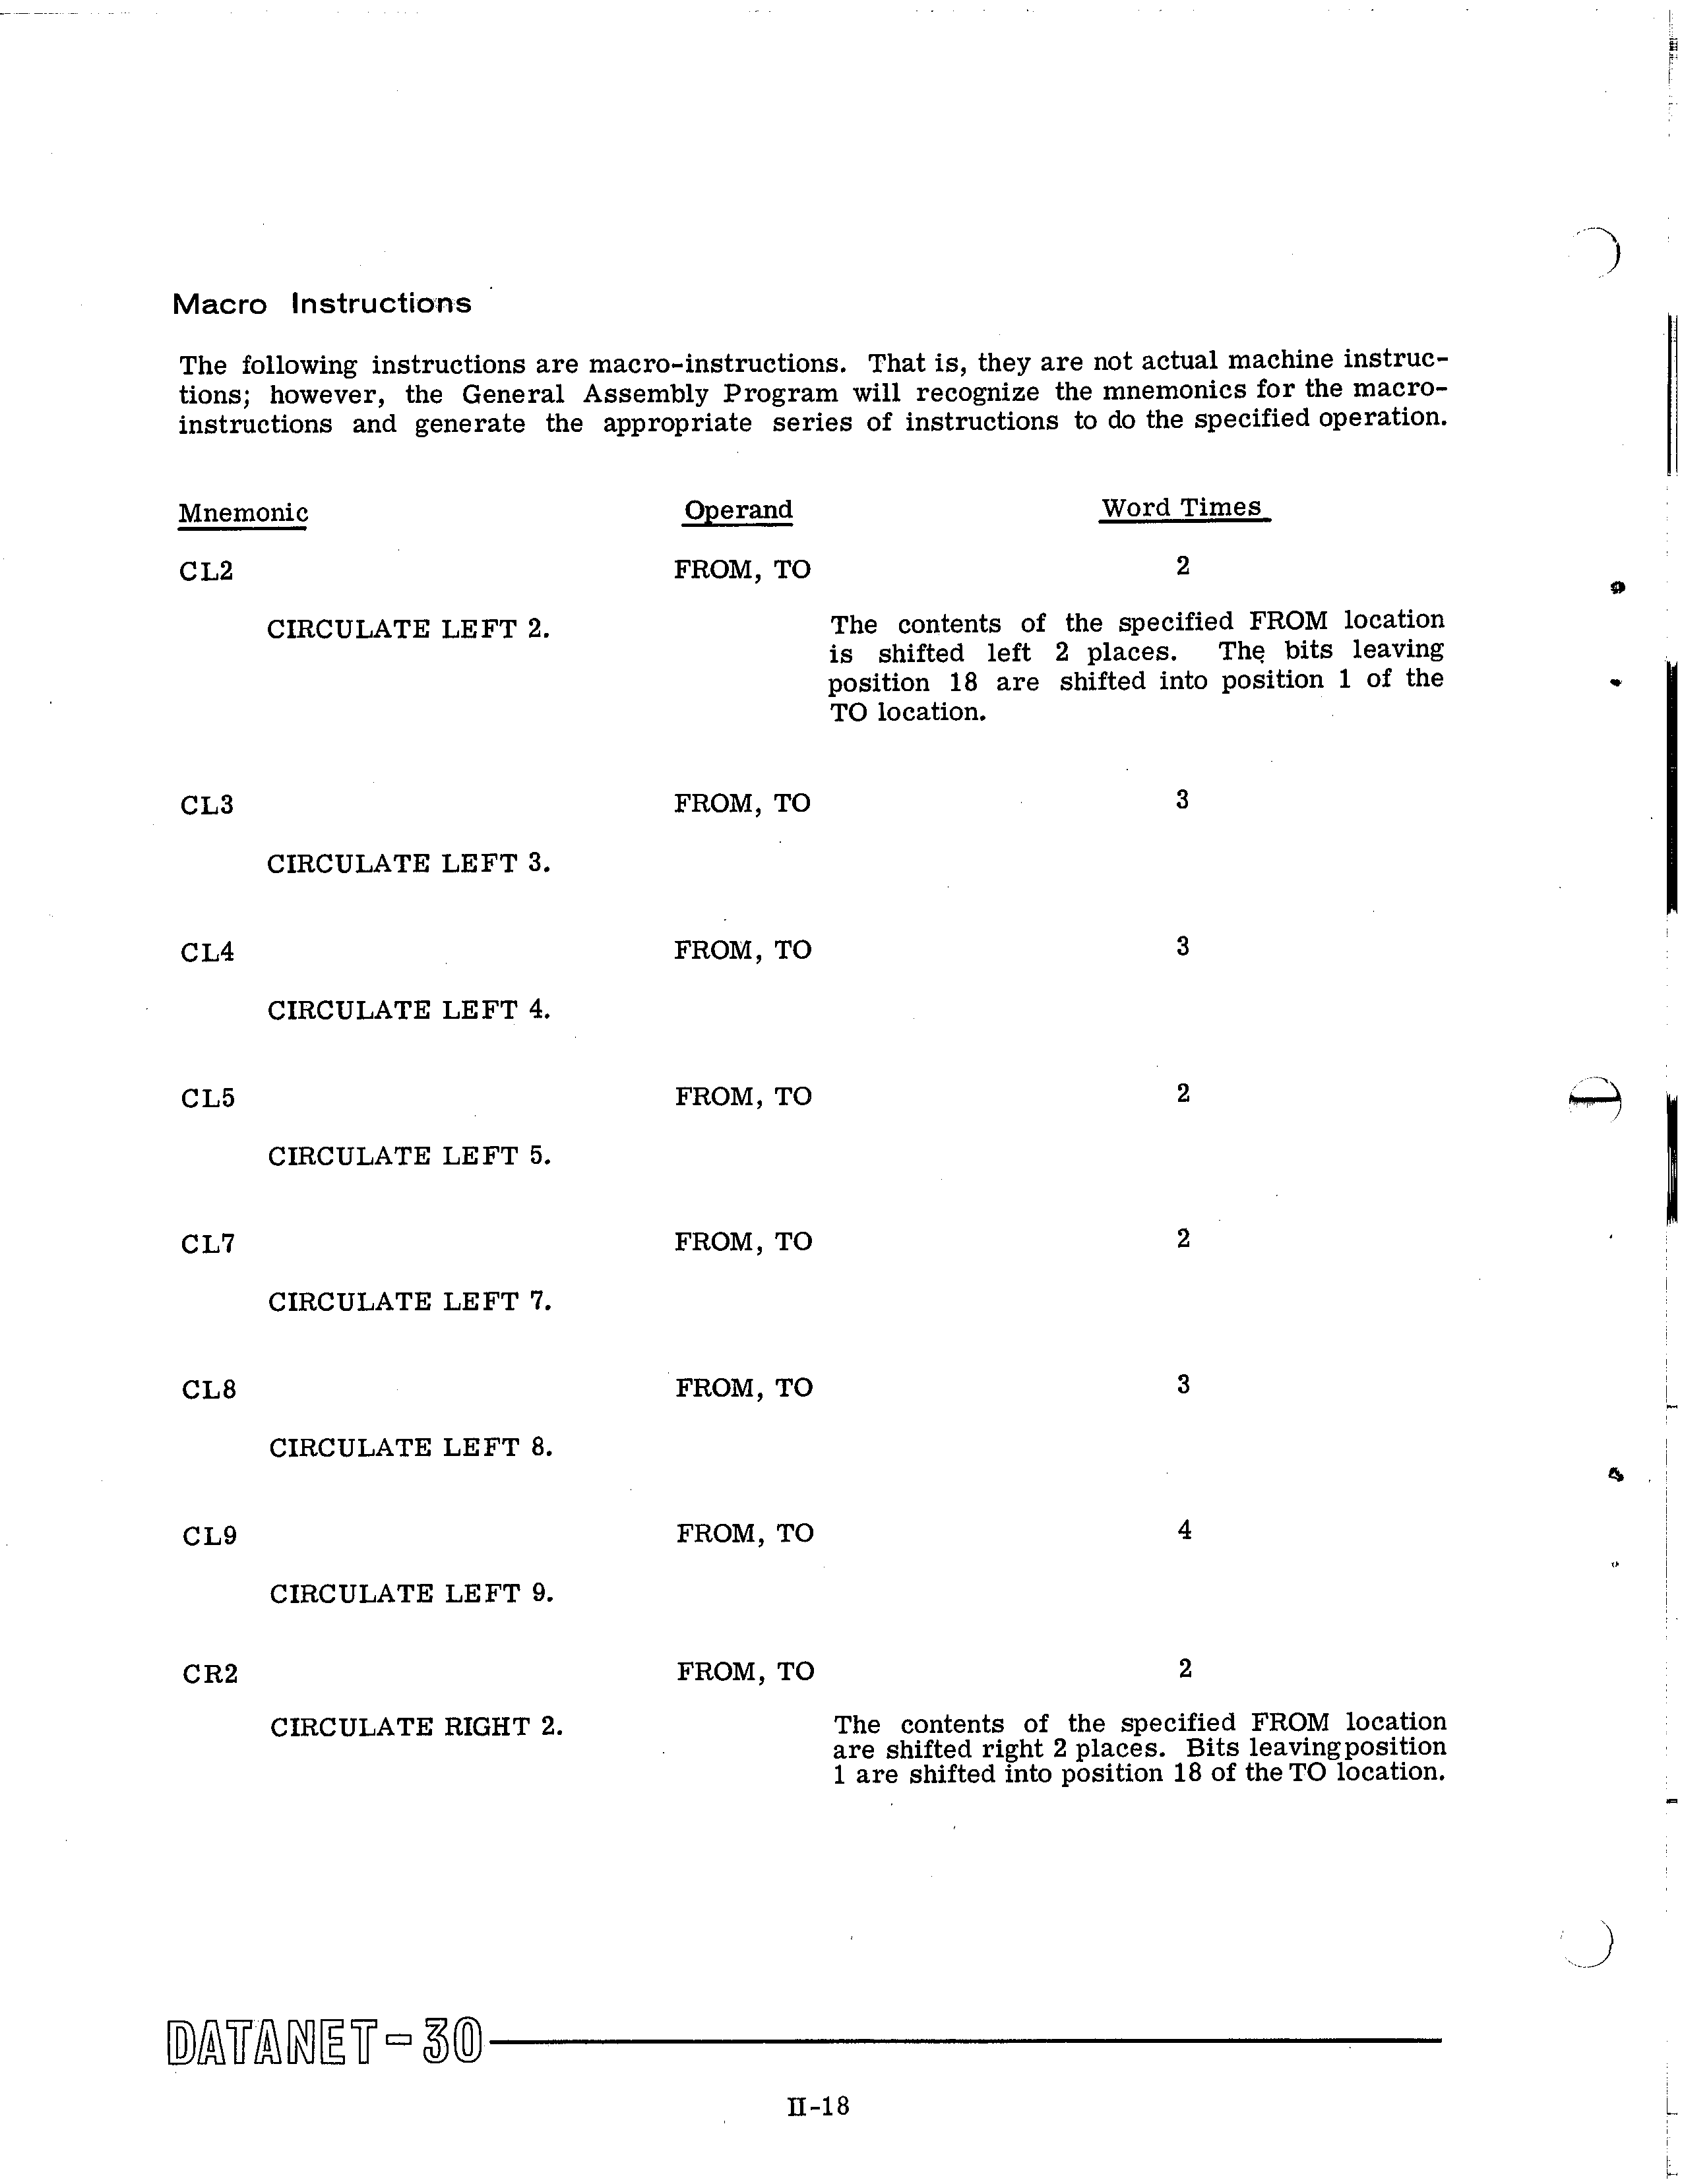 Macro Instructions
The following instructions are macro-instructions. That is, they are not actual machine instruc-
tions; however, the General Assembly Program will recognize the mnemonics for the macro-
instructions and generate the appropriate series of instructions to do the specified operation.
Mnemonic Operand Word Times
CL2 FROM, TO 2
CIRCULATE LEFT 2. The contents of the specified FROM location
is shifted left 2 places. The bits leaving
position 18 are shifted into position 1 of the
TO location.
CL3 FROM, TO 3
CIRCULATE LEFT 3.
CL4 FROM, TO 3
CIRCULATE LEFT 4.
CL5 FROM, TO 2
CIRCULATE LEFT 5.
CL7 FROM, TO 2
CIRCULATE LEFT 7.
CL8 FROM, TO 3
CIRCULATE LEFT 8.
CL9 FROM, TO 4
CIRCULATE LEFT 9.
CR2 FROM, TO 2
CIRCULATE RIGHT 2. The contents of the specified FROM location
are shifted right 2 places. Bits leaving position
1 are shifted into position 18 of the TO location.
DATANET-30
II-18